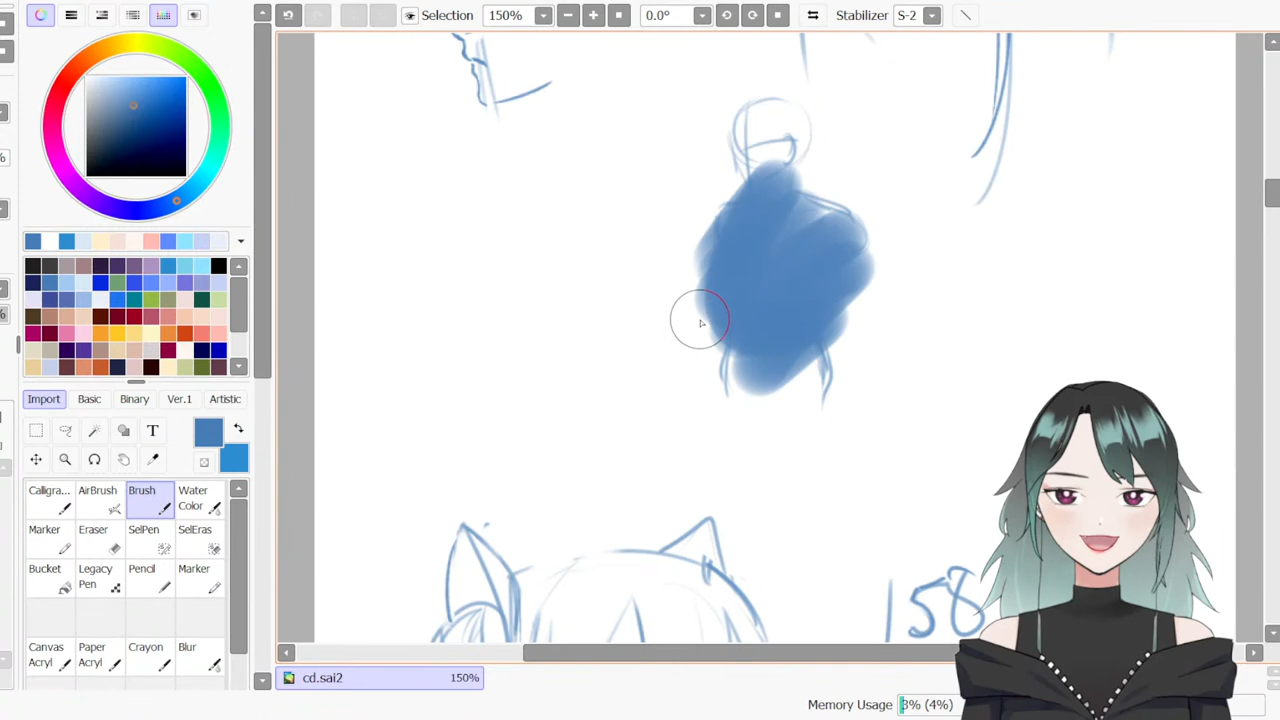 Selection 150% 0.0° Stabilizer S-2
%
%
Import Basic Binary Ver.1 Artistic
T
Calligra... AirBrush Brush Water Color
Marker Eraser SelPen SelEras
Bucket Legacy Pen Pencil Marker
Canvas Acryl Paper Acryl Crayon Blur
158
cd.sai2 150%
Memory Usage 3% (4%)